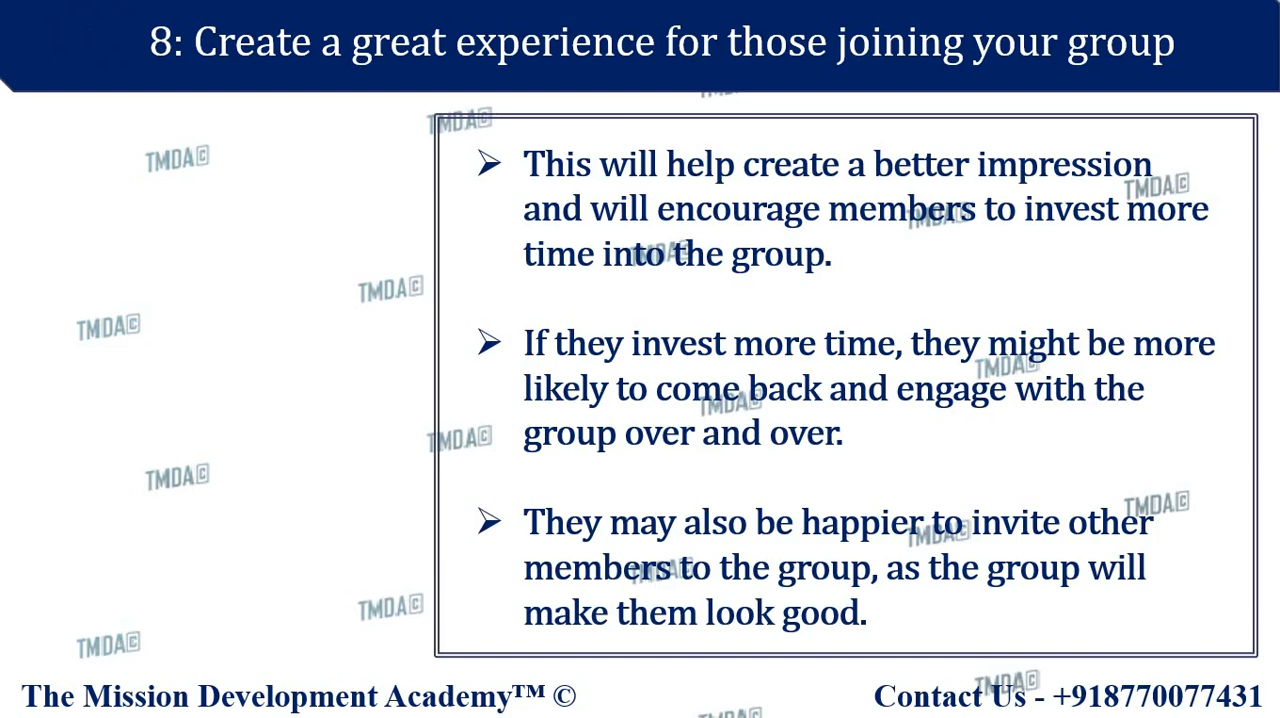 8: Create a great experience for those joining your group
TMDA©
➢ This will help create a better impression
and will encourage members to invest more
time into the group.
➢ If they invest more time, they might be more
likely to come back and engage with the
group over and over.
➢ They may also be happier to invite other
members to the group, as the group will
make them look good.
The Mission Development Academy™ ©
Contact Us - +918770077431